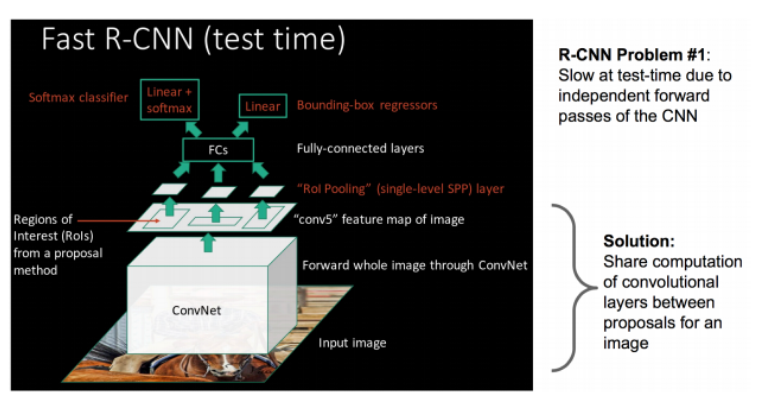 Fast R-CNN (test time)
Softmax classifier
Linear +
softmax
Linear
Bounding-box regressors
FCs
Fully-connected layers
"RoI Pooling" (single-level SPP) layer
Regions of
Interest (RoIs)
from a proposal
method
"conv5" feature map of image
Forward whole image through ConvNet
ConvNet
Input image
R-CNN Problem #1:
Slow at test-time due to
independent forward
passes of the CNN
Solution:
Share computation
of convolutional
layers between
proposals for an
image